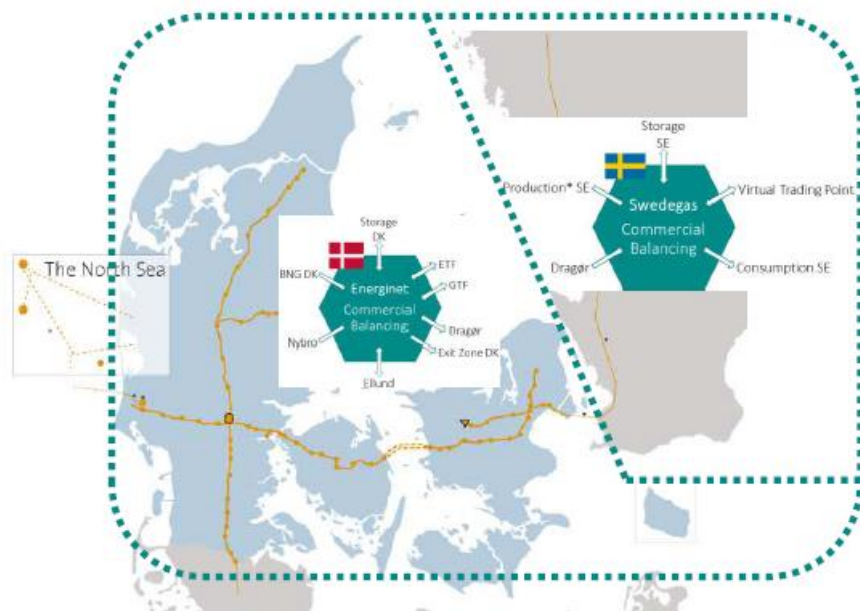 Storage
SE
Production* SE
Swedegas
Virtual Trading Point
Commercial
Balancing
Dragør
Consumption SE
The North Sea
Storage
DK
BNG DK
Energinet
ETF
GTF
Commercial
Balancing
Nybro
Dragør
Exit Zone DK
Ellund